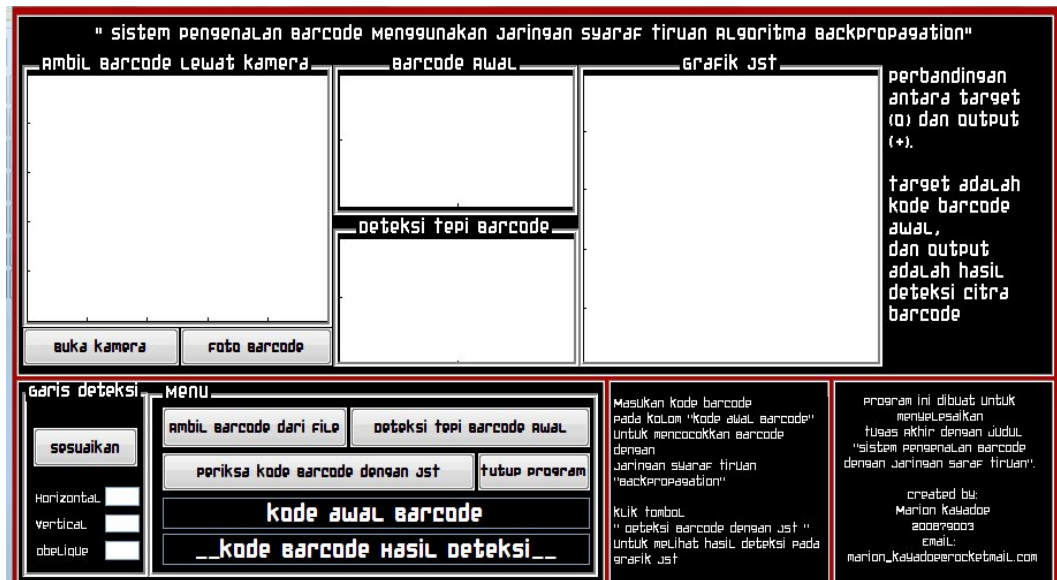 " Sistem Pengenalan Barcode Menggunakan Jaringan Syaraf Tiruan Algoritma Backpropagation"
Ambil Barcode Lewat Kamera
Barcode Awal
Grafik JST
Perbandingan
antara target
(O) dan output
(+).
Target adalah
kode barcode
awal,
dan output
adalah hasil
deteksi citra
barcode
Deteksi Tepi Barcode
Buka Kamera
Foto Barcode
Garis deteksi
Sesuaikan
Horizontal
Vertical
Obelique
Menu
Ambil Barcode dari File
Deteksi Tepi Barcode Awal
Periksa Kode Barcode dengan JST
Tutup Program
Kode Awal Barcode
__Kode Barcode Hasil Deteksi__
Masukan kode barcode
pada kolom "kode awal Barcode"
untuk mencocokkan Barcode
dengan
Jaringan Syaraf Tiruan
"Backpropagation"
Klik tombol
" Deteksi Barcode dengan JST "
untuk melihat hasil deteksi pada
grafik JST
Program ini dibuat untuk
menyelesaikan
Tugas Akhir dengan judul
"Sistem Pengenalan Barcode
dengan Jaringan Saraf Tiruan".
Created by:
Marion Kayadoe
200879003
Email:
marion_kayadoe@rocketmail.com